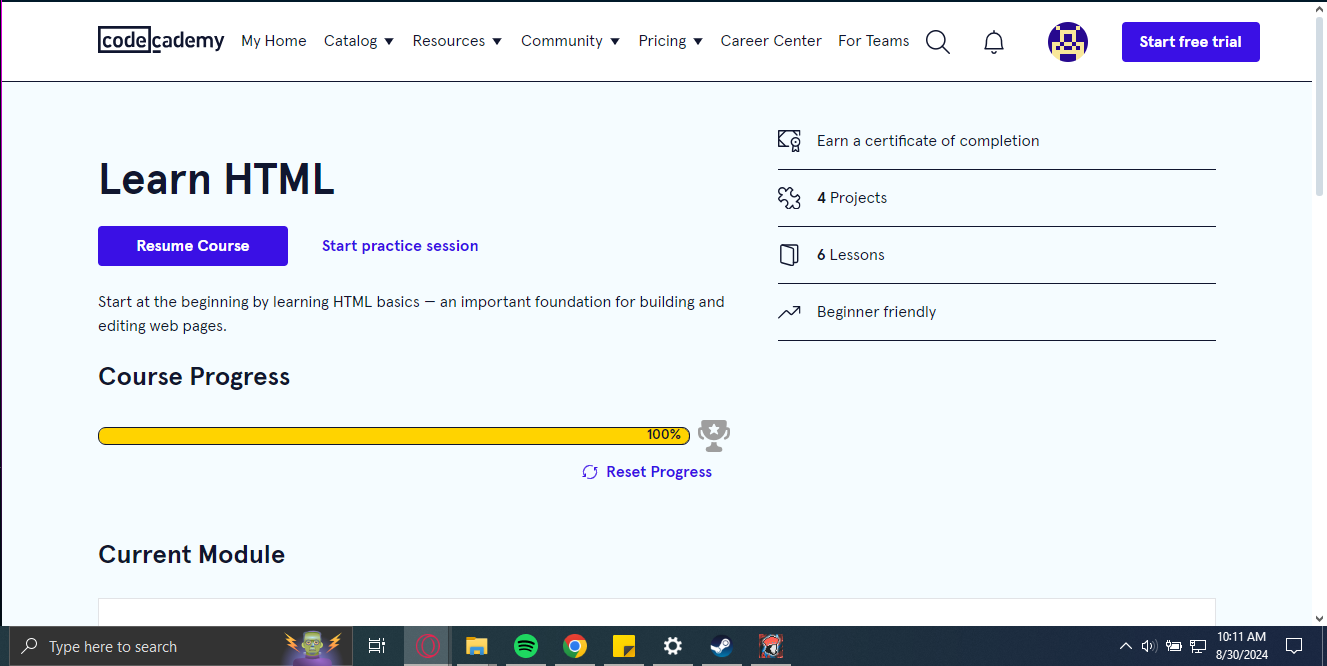 codecademy My Home Catalog Resources Community Pricing Career Center For Teams Start free trial
Learn HTML
Resume Course Start practice session
Start at the beginning by learning HTML basics — an important foundation for building and
editing web pages.
Course Progress
100%
Reset Progress
Earn a certificate of completion
4 Projects
6 Lessons
Beginner friendly
Current Module
Type here to search
10:11 AM
8/30/2024